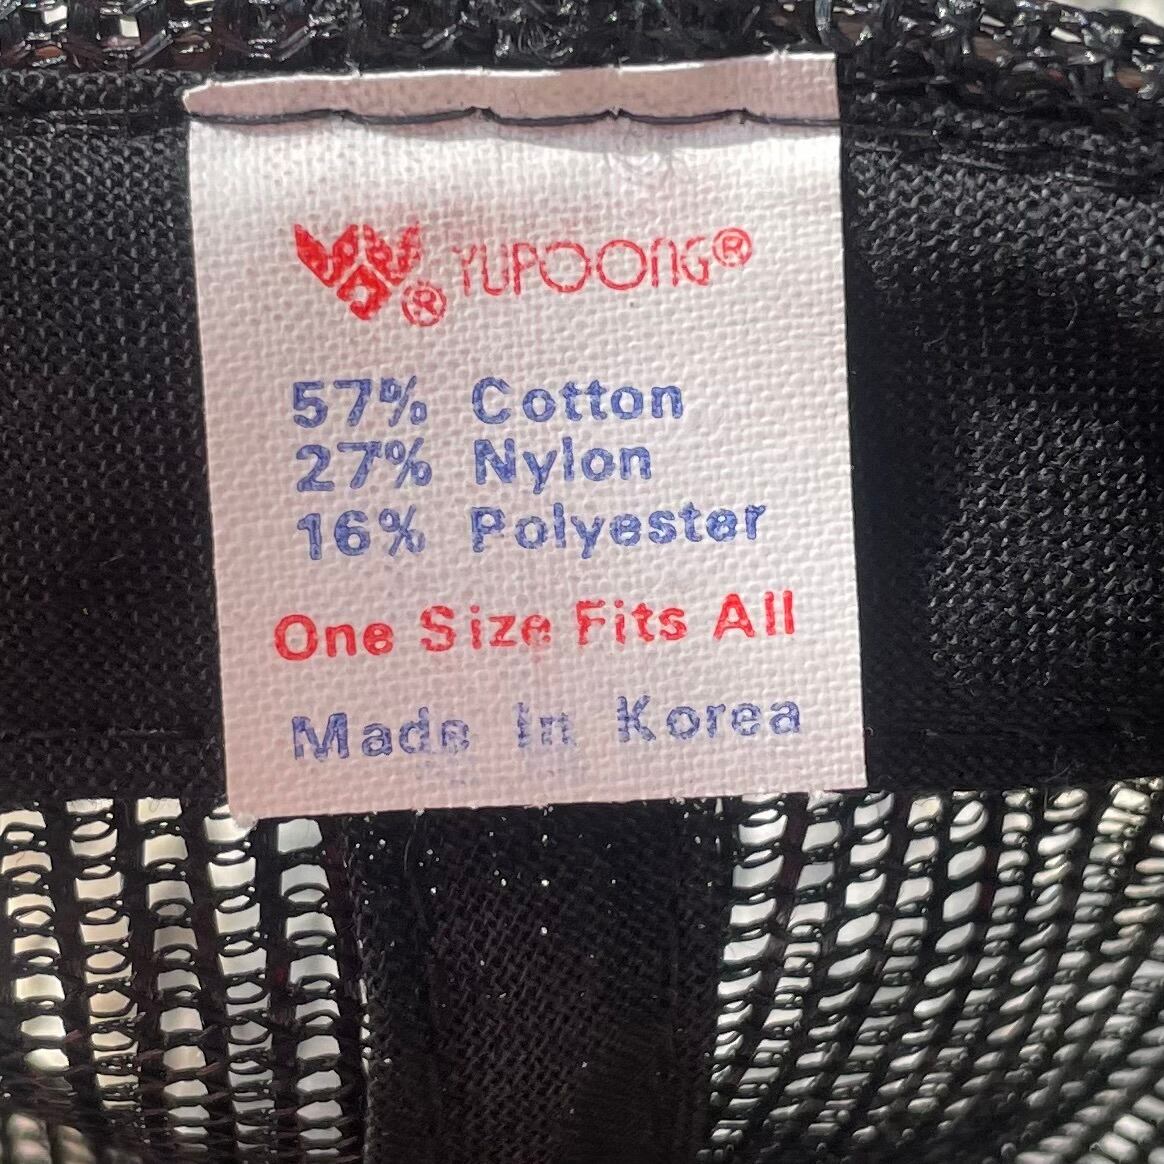 ® YUPOONG®
57% Cotton
27% Nylon
16% Polyester
One Size Fits All
Made In Korea